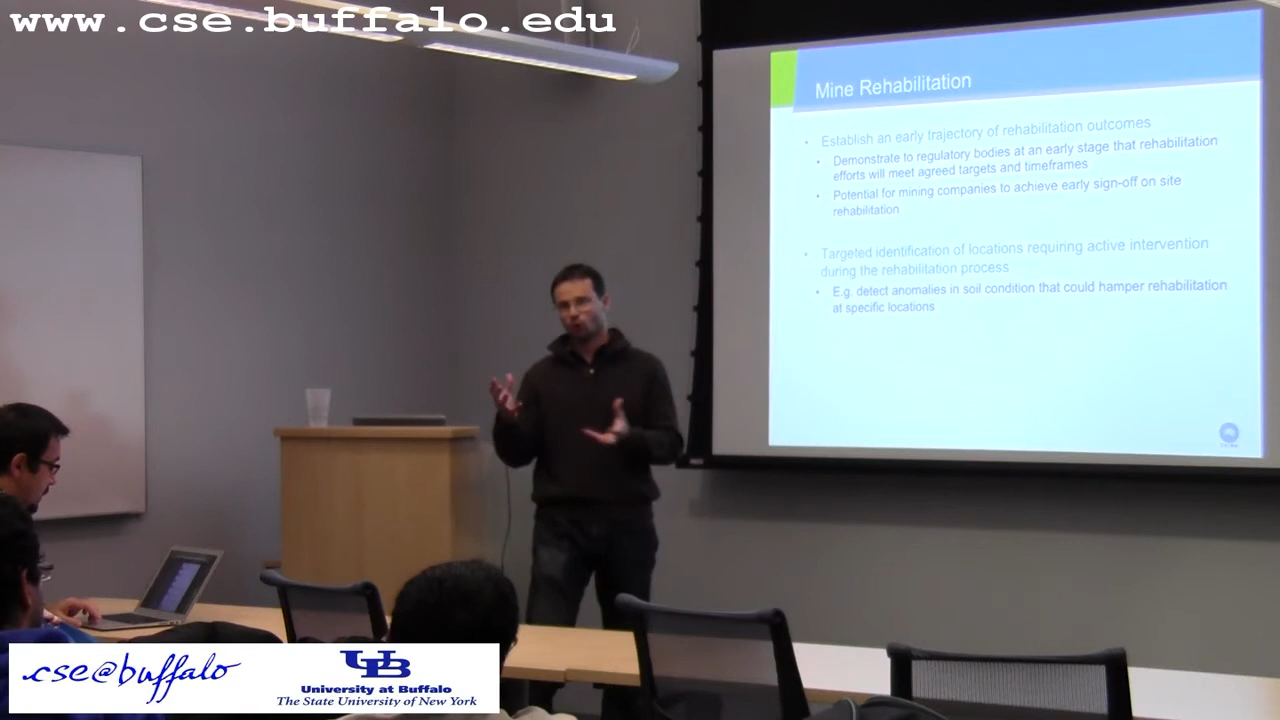 www.cse.buffalo.edu
Mine Rehabilitation
Establish an early trajectory of rehabilitation outcomes
Demonstrate to regulatory bodies at an early stage that rehabilitation
efforts will meet agreed targets and timeframes
Potential for mining companies to achieve early sign-off on site
rehabilitation
Targeted identification of locations requiring active intervention
during the rehabilitation process
E.g. detect anomalies in soil condition that could hamper rehabilitation
at specific locations
cse@buffalo
UB
University at Buffalo
The State University of New York